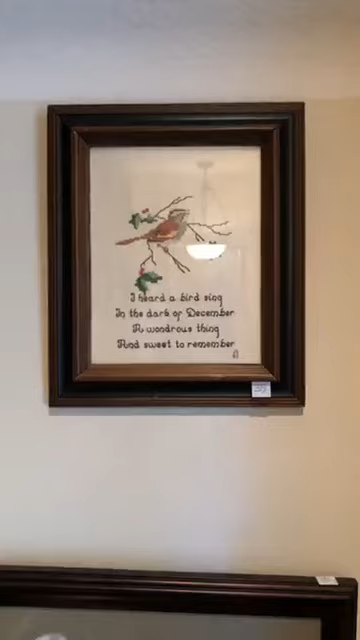 I heard a bird sing
In the dark of December
A wondrous thing
And sweet to remember